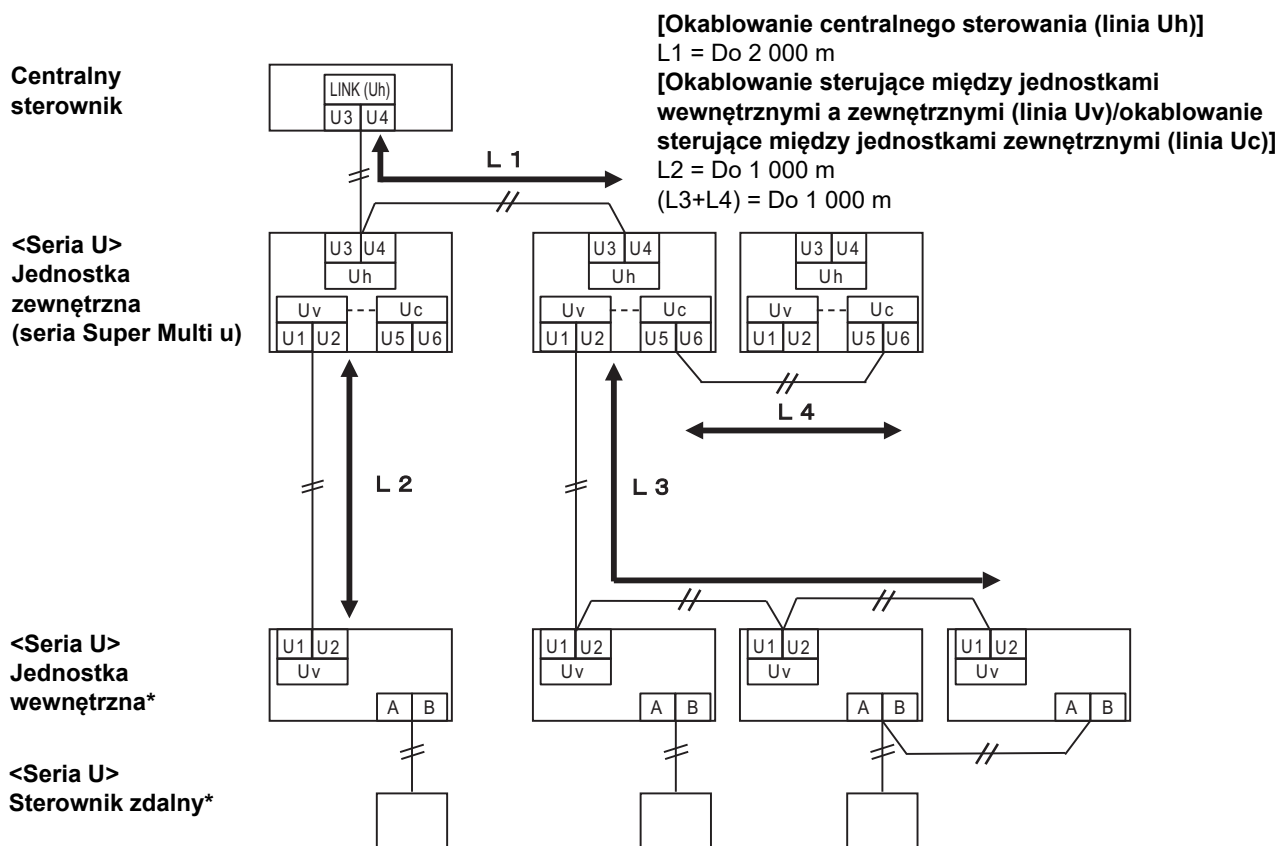 [Okablowanie centralnego sterowania (linia Uh)]
L1 = Do 2 000 m
[Okablowanie sterujące między jednostkami
wewnętrznymi a zewnętrznymi (linia Uv)/okablowanie
sterujące między jednostkami zewnętrznymi (linia Uc)]
L2 = Do 1 000 m
(L3+L4) = Do 1 000 m
Centralny
sterownik
LINK (Uh)
U3 U4
L 1
<Seria U>
Jednostka
zewnętrzna
(seria Super Multi u)
U3 U4
Uh
Uv Uc
U1 U2 U5 U6
U3 U4
Uh
Uv Uc
U1 U2 U5 U6
U3 U4
Uh
Uv Uc
U1 U2 U5 U6
L 4
L 2
L 3
<Seria U>
Jednostka
wewnętrzna*
U1 U2
Uv
A B
U1 U2
Uv
A B
U1 U2
Uv
A B
U1 U2
Uv
A B
<Seria U>
Sterownik zdalny*